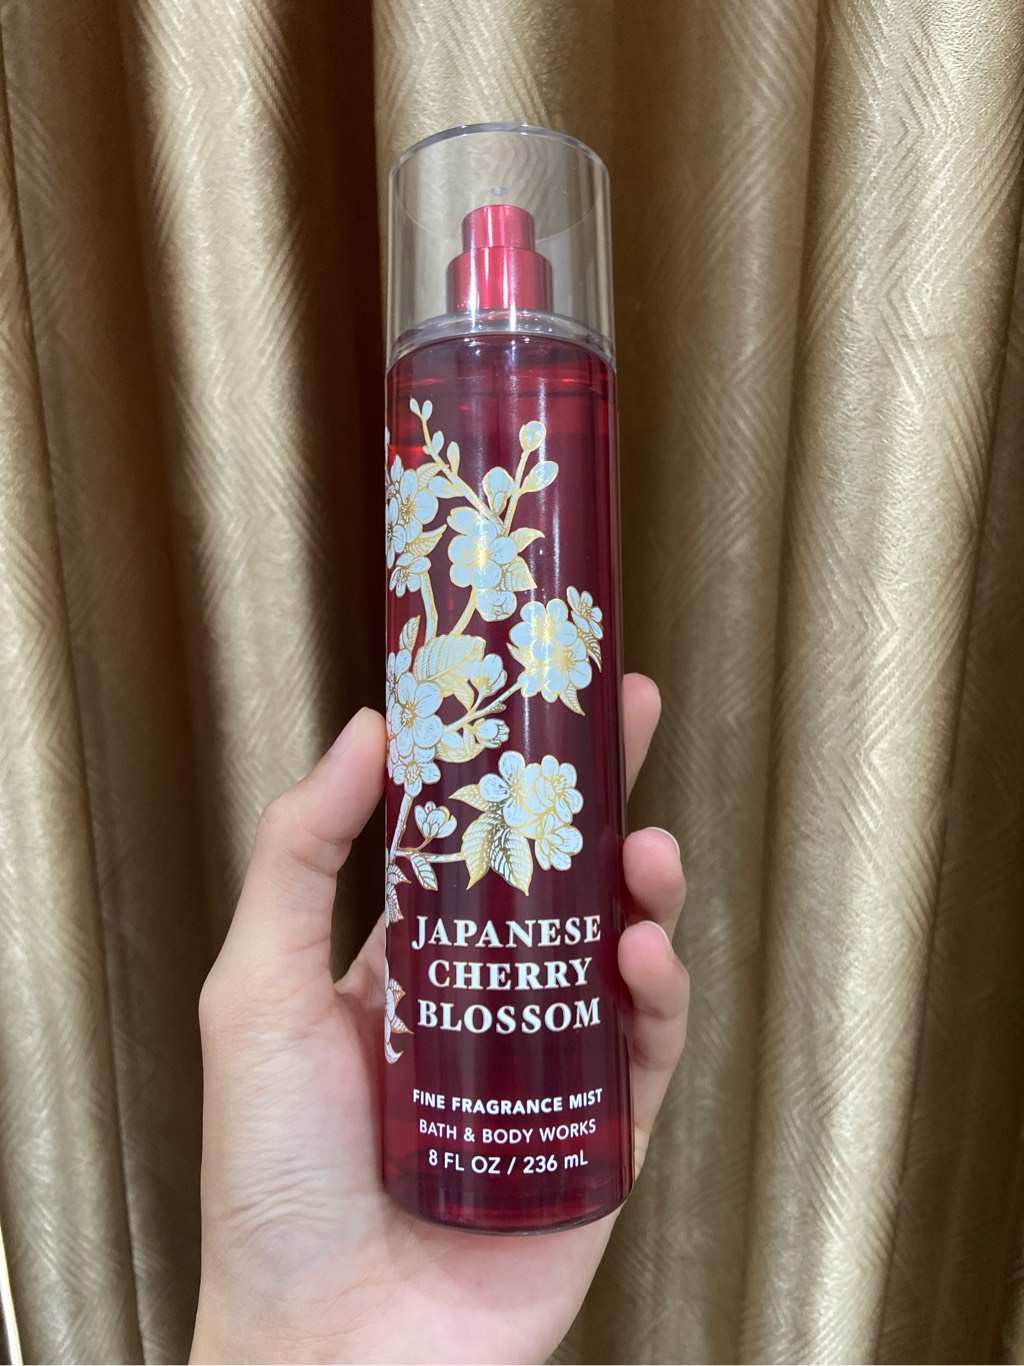 JAPANESE
CHERRY
BLOSSOM
FINE FRAGRANCE MIST
BATH & BODY WORKS
8 FL OZ / 236 mL